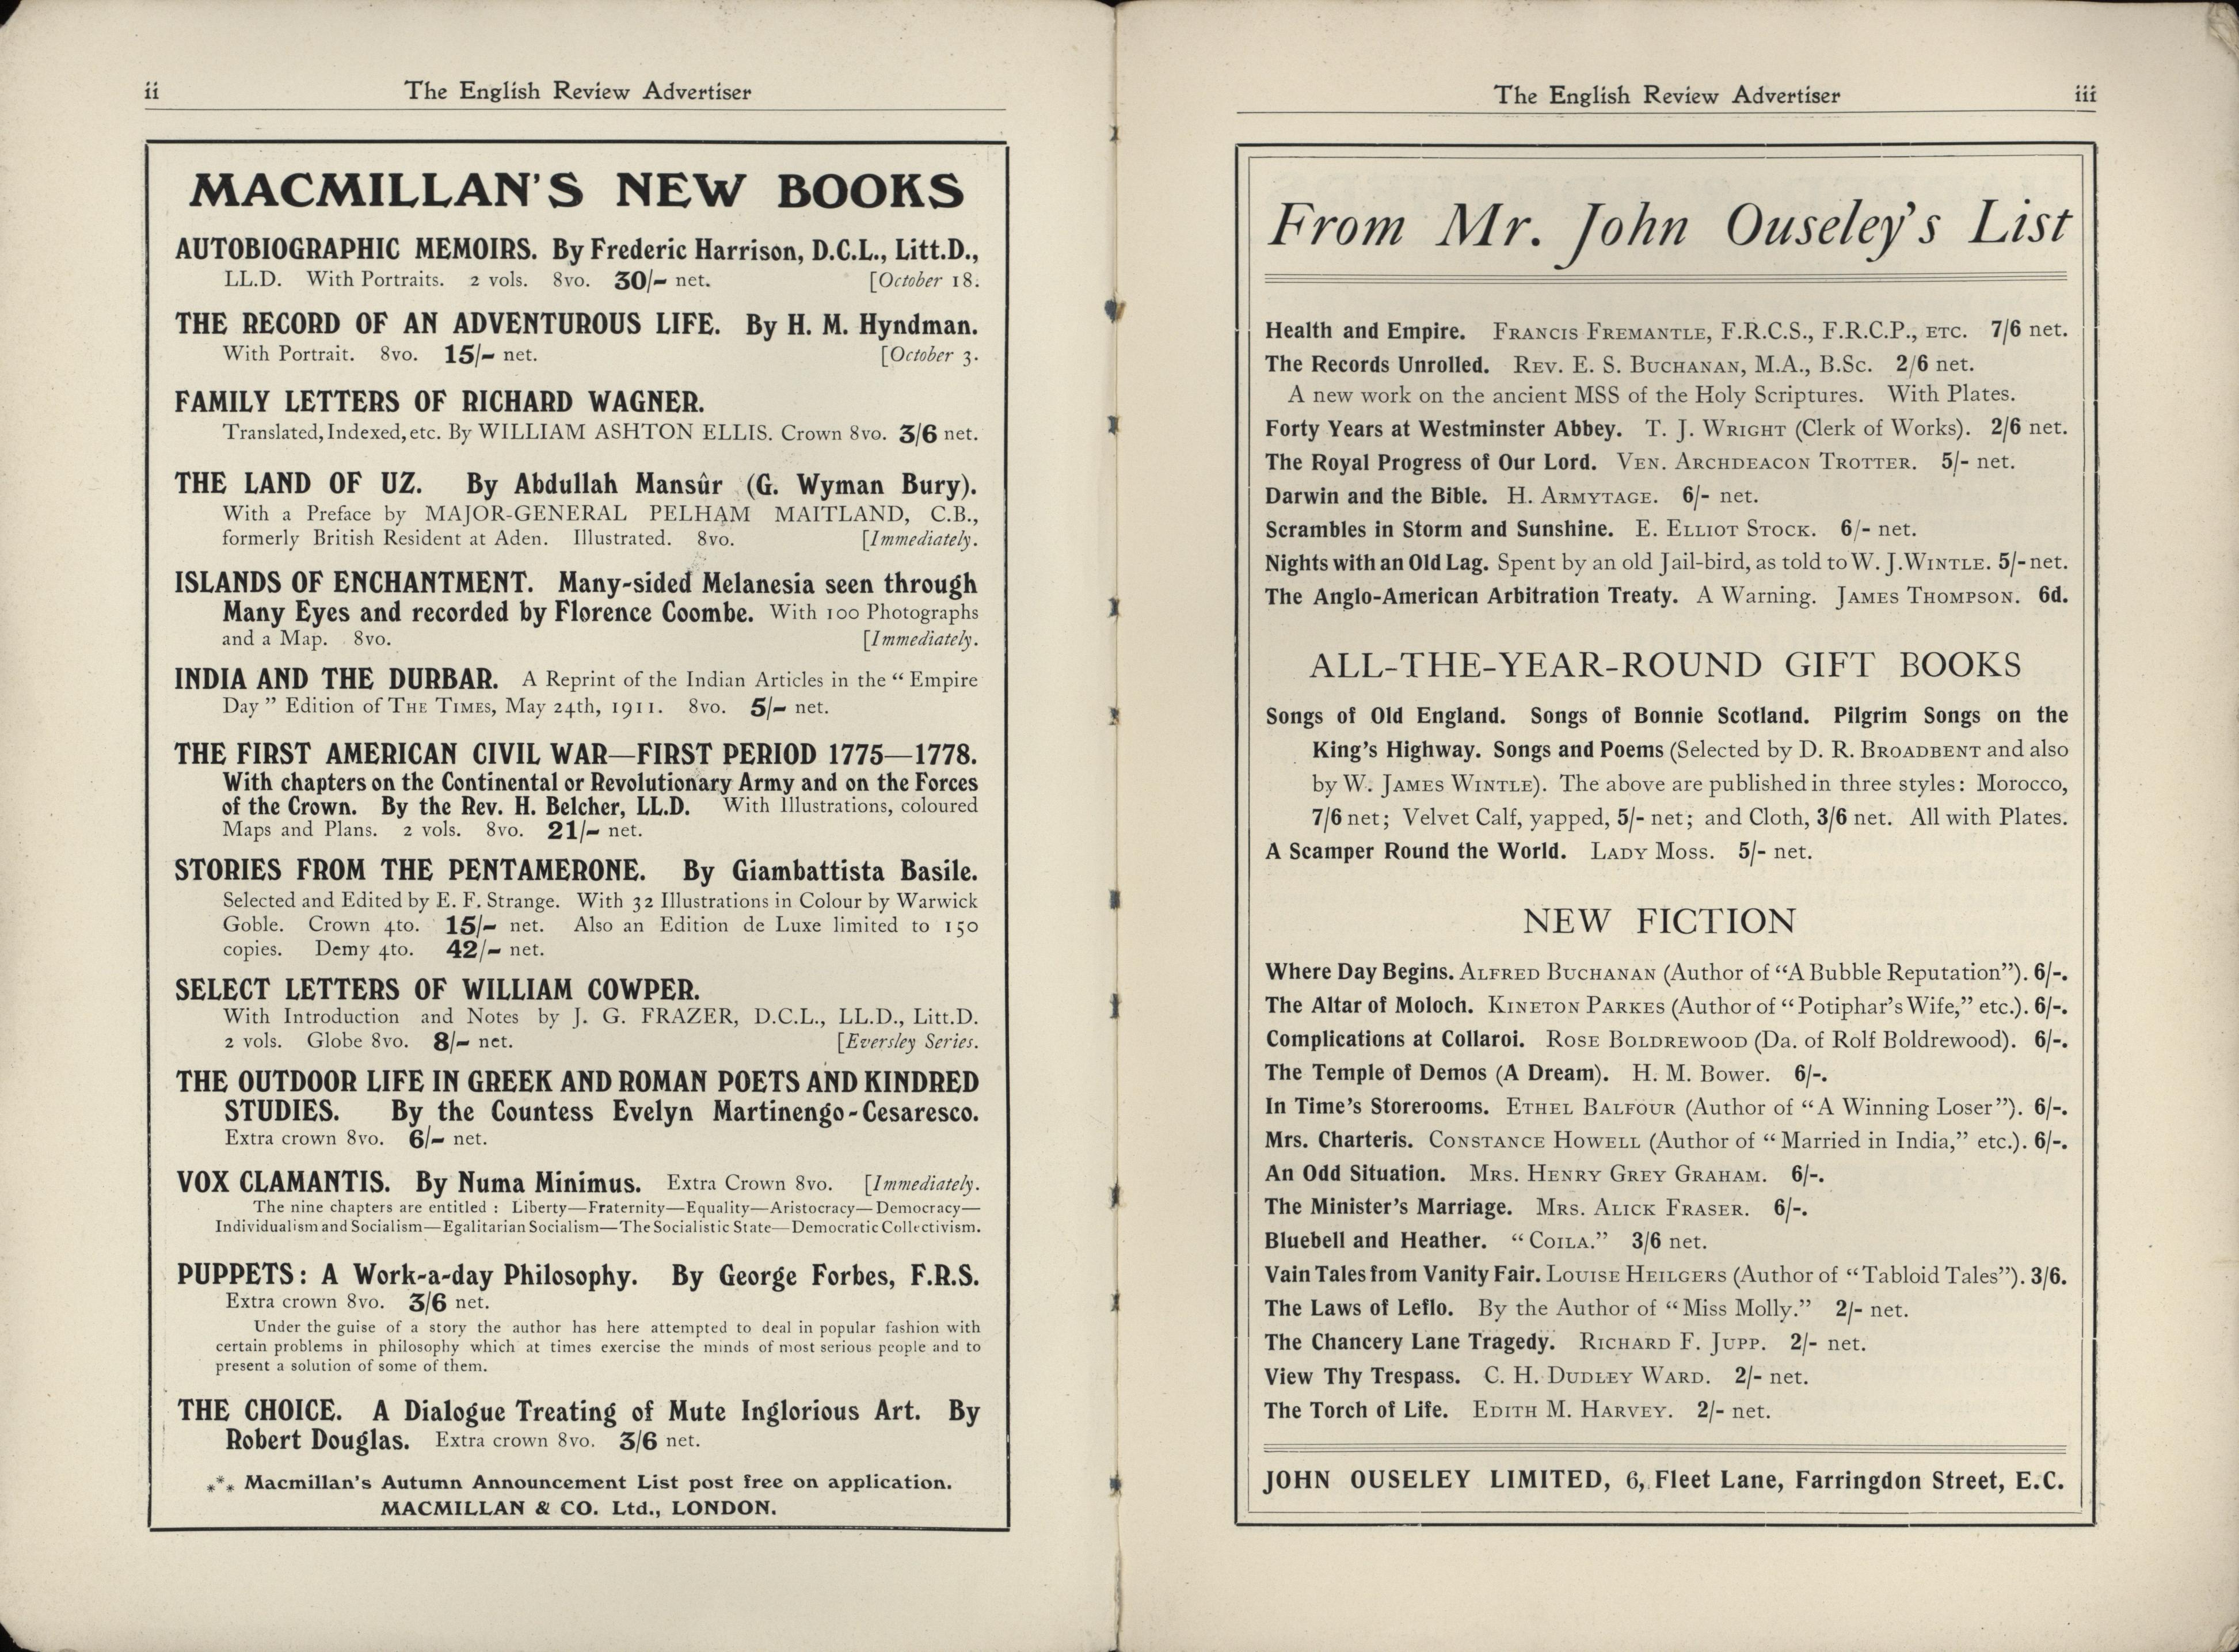 ii
The English Review Advertiser
MACMILLAN'S NEW BOOKS
AUTOBIOGRAPHIC MEMOIRS. By Frederic Harrison, D.C.L., Litt.D.,
LL.D. With Portraits. 2 vols. 8vo. 30/- net. [October 18.
THE RECORD OF AN ADVENTUROUS LIFE. By H. M. Hyndman.
With Portrait. 8vo. 15/- net. [October 3.
FAMILY LETTERS OF RICHARD WAGNER.
Translated, Indexed, etc. By WILLIAM ASHTON ELLIS. Crown 8vo. 3/6 net.
THE LAND OF UZ. By Abdullah Mansûr (G. Wyman Bury).
With a Preface by MAJOR-GENERAL PELHAM MAITLAND, C.B.,
formerly British Resident at Aden. Illustrated. 8vo. [Immediately.
ISLANDS OF ENCHANTMENT. Many-sided Melanesia seen through
Many Eyes and recorded by Florence Coombe. With 100 Photographs
and a Map. 8vo. [Immediately.
INDIA AND THE DURBAR. A Reprint of the Indian Articles in the "Empire
Day" Edition of THE TIMES, May 24th, 1911. 8vo. 5/- net.
THE FIRST AMERICAN CIVIL WAR—FIRST PERIOD 1775—1778.
With chapters on the Continental or Revolutionary Army and on the Forces
of the Crown. By the Rev. H. Belcher, LL.D. With Illustrations, coloured
Maps and Plans. 2 vols. 8vo. 21/- net.
STORIES FROM THE PENTAMERONE. By Giambattista Basile.
Selected and Edited by E. F. Strange. With 32 Illustrations in Colour by Warwick
Goble. Crown 4to. 15/- net. Also an Edition de Luxe limited to 150
copies. Demy 4to. 42/- net.
SELECT LETTERS OF WILLIAM COWPER.
With Introduction and Notes by J. G. FRAZER, D.C.L., LL.D., Litt.D.
2 vols. Globe 8vo. 8/- net. [Eversley Series.
THE OUTDOOR LIFE IN GREEK AND ROMAN POETS AND KINDRED
STUDIES. By the Countess Evelyn Martinengo-Cesaresco.
Extra crown 8vo. 6/- net.
VOX CLAMANTIS. By Numa Minimus. Extra Crown 8vo. [Immediately.
The nine chapters are entitled : Liberty—Fraternity—Equality—Aristocracy—Democracy—
Individualism and Socialism—Egalitarian Socialism—The Socialistic State—Democratic Collectivism.
PUPPETS: A Work-a-day Philosophy. By George Forbes, F.R.S.
Extra crown 8vo. 3/6 net.
Under the guise of a story the author has here attempted to deal in popular fashion with
certain problems in philosophy which at times exercise the minds of most serious people and to
present a solution of some of them.
THE CHOICE. A Dialogue Treating of Mute Inglorious Art. By
Robert Douglas. Extra crown 8vo. 3/6 net.
⁂ Macmillan's Autumn Announcement List post free on application.
MACMILLAN & CO. Ltd., LONDON.
The English Review Advertiser
iii
From Mr. John Ouseley's List
Health and Empire. FRANCIS FREMANTLE, F.R.C.S., F.R.C.P., ETC. 7/6 net.
The Records Unrolled. REV. E. S. BUCHANAN, M.A., B.Sc. 2/6 net.
A new work on the ancient MSS of the Holy Scriptures. With Plates.
Forty Years at Westminster Abbey. T. J. WRIGHT (Clerk of Works). 2/6 net.
The Royal Progress of Our Lord. VEN. ARCHDEACON TROTTER. 5/- net.
Darwin and the Bible. H. ARMYTAGE. 6/- net.
Scrambles in Storm and Sunshine. E. ELLIOT STOCK. 6/- net.
Nights with an Old Lag. Spent by an old Jail-bird, as told to W. J. WINTLE. 5/- net.
The Anglo-American Arbitration Treaty. A Warning. JAMES THOMPSON. 6d.
ALL-THE-YEAR-ROUND GIFT BOOKS
Songs of Old England. Songs of Bonnie Scotland. Pilgrim Songs on the
King's Highway. Songs and Poems (Selected by D. R. BROADBENT and also
by W. JAMES WINTLE). The above are published in three styles: Morocco,
7/6 net; Velvet Calf, yapped, 5/- net; and Cloth, 3/6 net. All with Plates.
A Scamper Round the World. LADY MOSS. 5/- net.
NEW FICTION
Where Day Begins. ALFRED BUCHANAN (Author of "A Bubble Reputation"). 6/-.
The Altar of Moloch. KINETON PARKES (Author of "Potiphar's Wife," etc.). 6/-.
Complications at Collaroi. ROSE BOLDREWOOD (Da. of Rolf Boldrewood). 6/-.
The Temple of Demos (A Dream). H. M. Bower. 6/-.
In Time's Storerooms. ETHEL BALFOUR (Author of "A Winning Loser"). 6/-.
Mrs. Charteris. CONSTANCE HOWELL (Author of "Married in India," etc.). 6/-.
An Odd Situation. MRS. HENRY GREY GRAHAM. 6/-.
The Minister's Marriage. MRS. ALICK FRASER. 6/-.
Bluebell and Heather. "COILA." 3/6 net.
Vain Tales from Vanity Fair. LOUISE HEILGERS (Author of "Tabloid Tales"). 3/6.
The Laws of Leflo. By the Author of "Miss Molly." 2/- net.
The Chancery Lane Tragedy. RICHARD F. JUPP. 2/- net.
View Thy Trespass. C. H. DUDLEY WARD. 2/- net.
The Torch of Life. EDITH M. HARVEY. 2/- net.
JOHN OUSELEY LIMITED, 6, Fleet Lane, Farringdon Street, E.C.